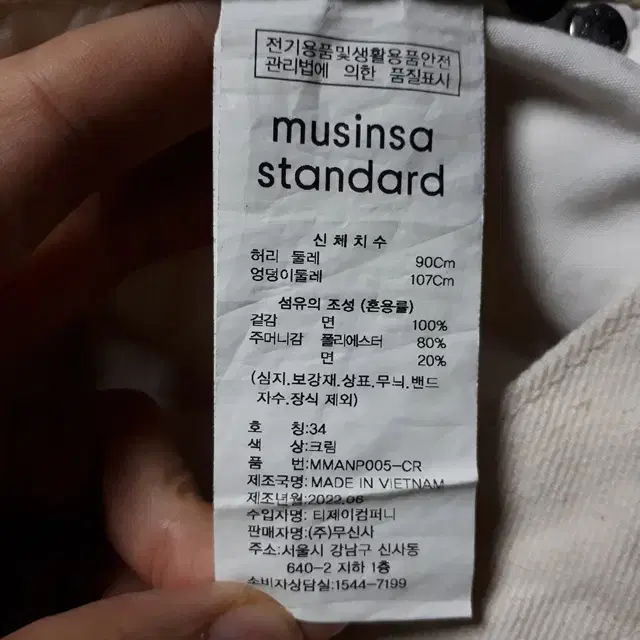 전기용품및생활용품안전
관리법에 의한 품질표시
musinsa
standard
신체치수
허리 둘레 90Cm
엉덩이둘레 107Cm
섬유의 조성 (혼용률)
겉감 면 100%
주머니감 폴리에스터 80%
면 20%
(심지.보강재.상표.무늬.밴드
자수.장식 제외)
호 칭:34
색 상:크림
품 번:MMANP005-CR
제조국명:MADE IN VIETNAM
제조년월:2022.06
수입자명: 티제이컴퍼니
판매자명:(주)무신사
주소:서울시 강남구 신사동
640-2 지하 1층
소비자상담실:1544-7199